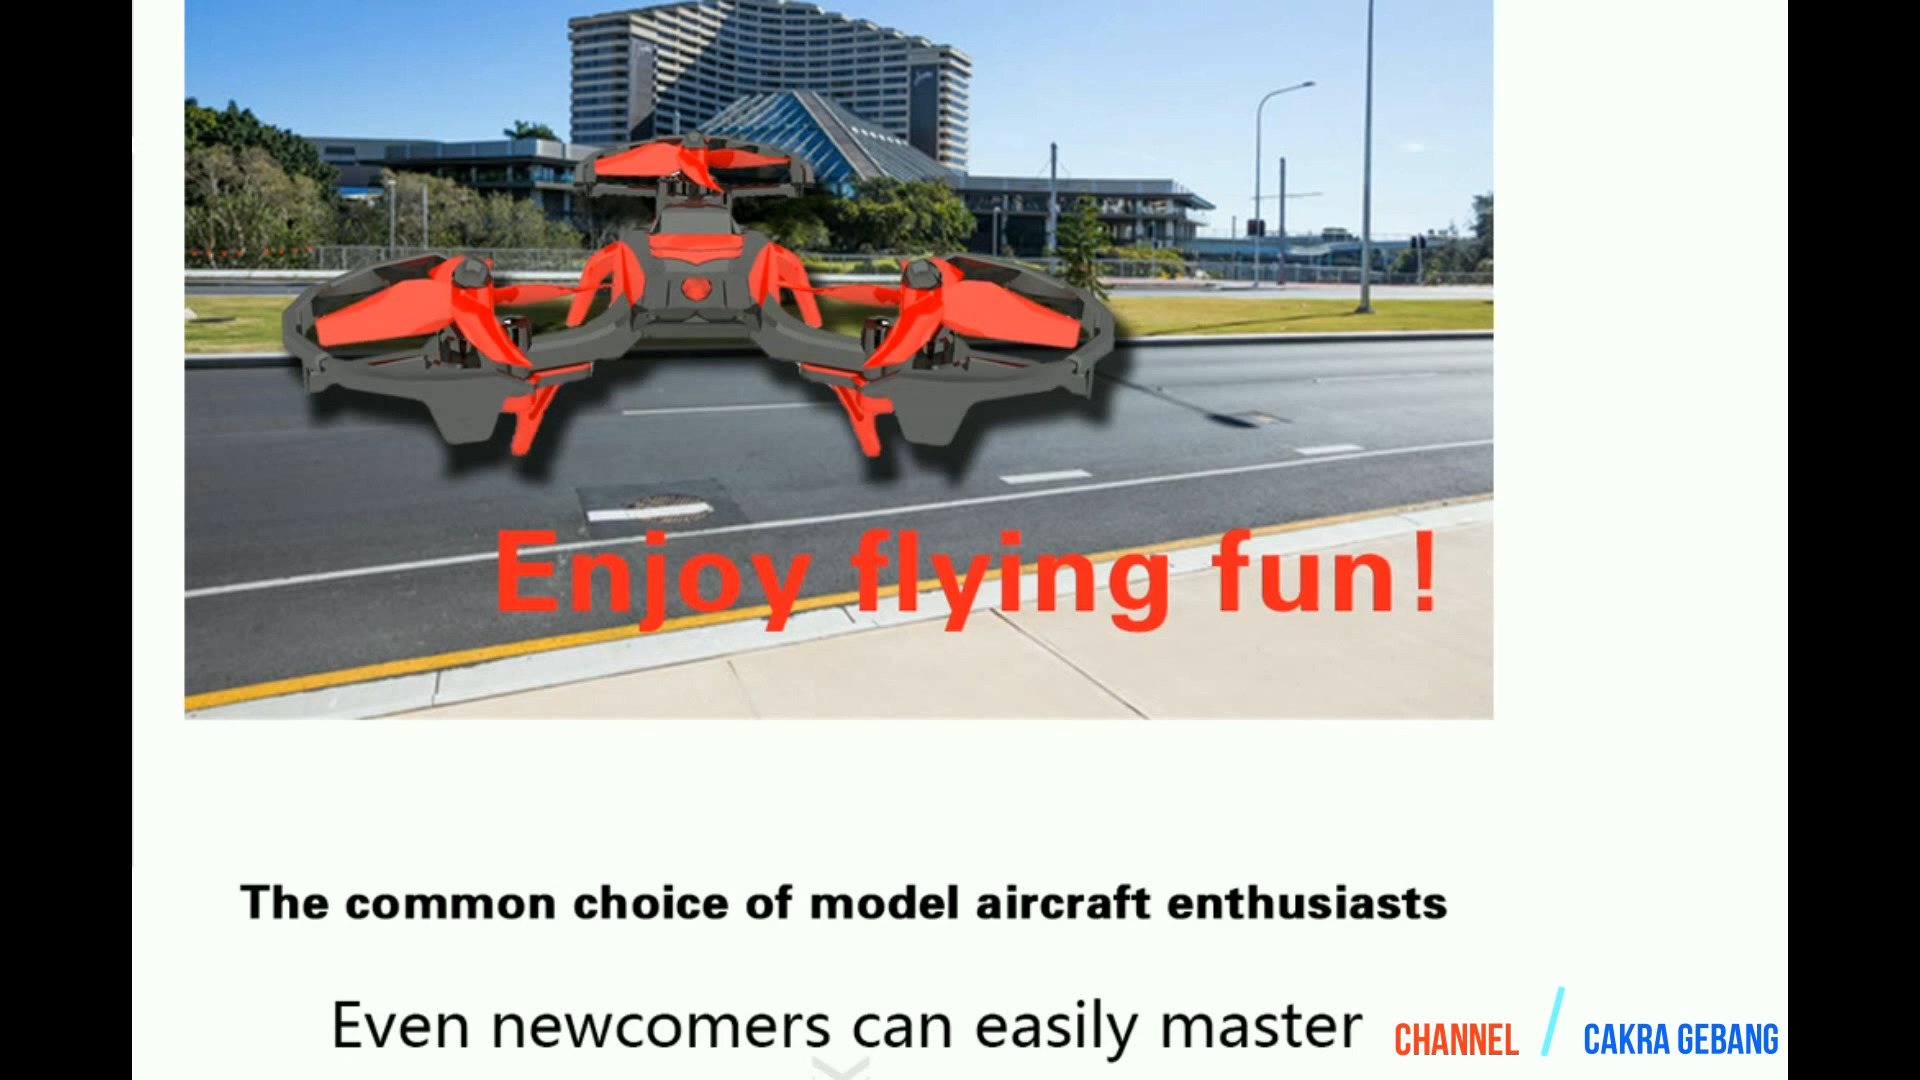 Enjoy flying fun!
The common choice of model aircraft enthusiasts
Even newcomers can easily master
CHANNEL / CAKRA GEBANG